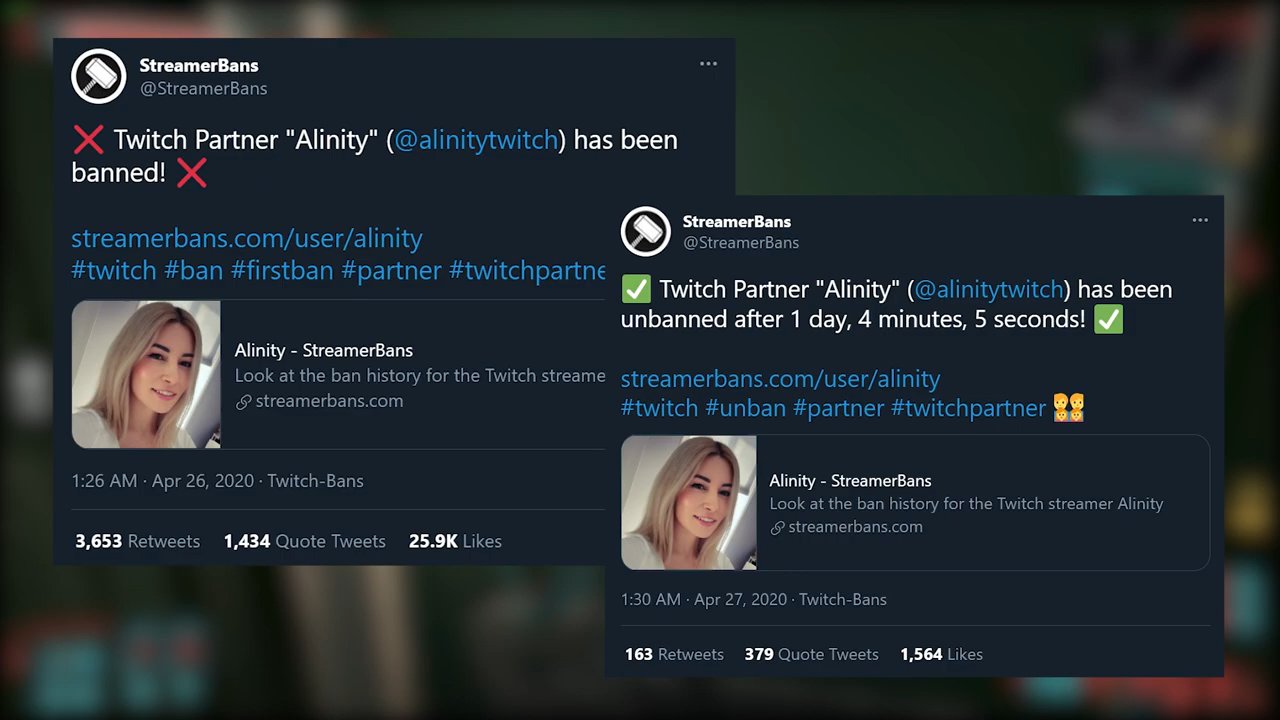 StreamerBans
@StreamerBans
❌ Twitch Partner "Alinity" (@alinitytwitch) has been
banned! ❌
streamerbans.com/user/alinity
#twitch #ban #firstban #partner #twitchpartne
Alinity - StreamerBans
Look at the ban history for the Twitch streame
streamerbans.com
1:26 AM · Apr 26, 2020 · Twitch-Bans
3,653 Retweets 1,434 Quote Tweets 25.9K Likes
StreamerBans
@StreamerBans
✅ Twitch Partner "Alinity" (@alinitytwitch) has been
unbanned after 1 day, 4 minutes, 5 seconds! ✅
streamerbans.com/user/alinity
#twitch #unban #partner #twitchpartner
Alinity - StreamerBans
Look at the ban history for the Twitch streamer Alinity
streamerbans.com
1:30 AM · Apr 27, 2020 · Twitch-Bans
163 Retweets 379 Quote Tweets 1,564 Likes